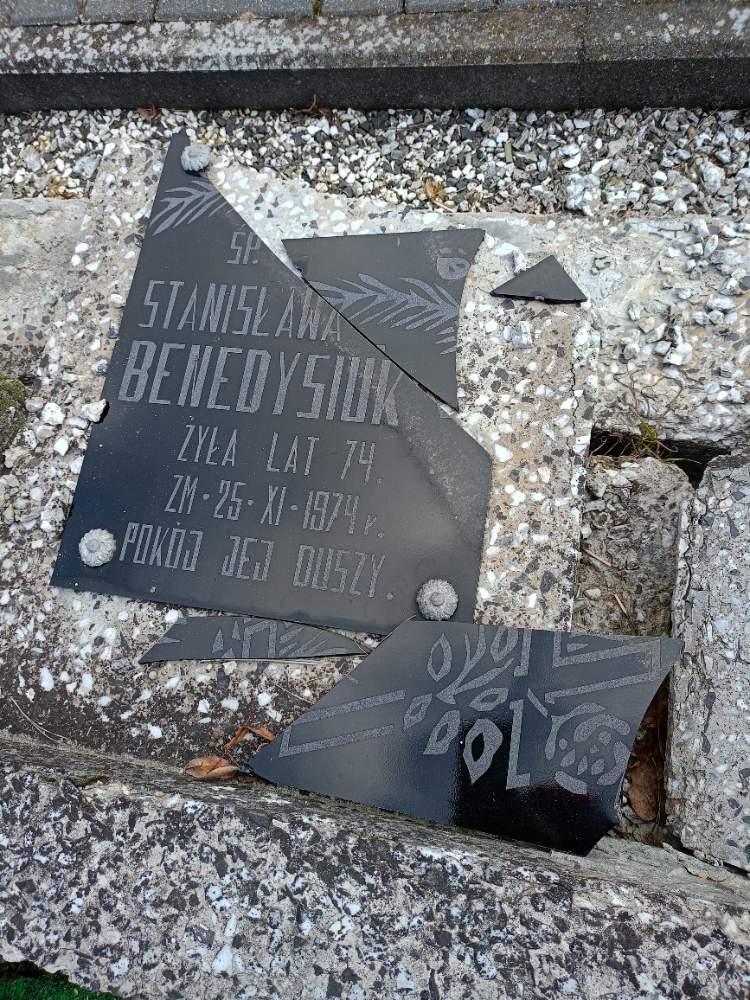 ŚP.
STANISŁAWA
BENEDYSIUK
ŻYŁA LAT 74.
ZM • 25 • XI • 1974 r.
POKÓJ JEJ DUSZY.